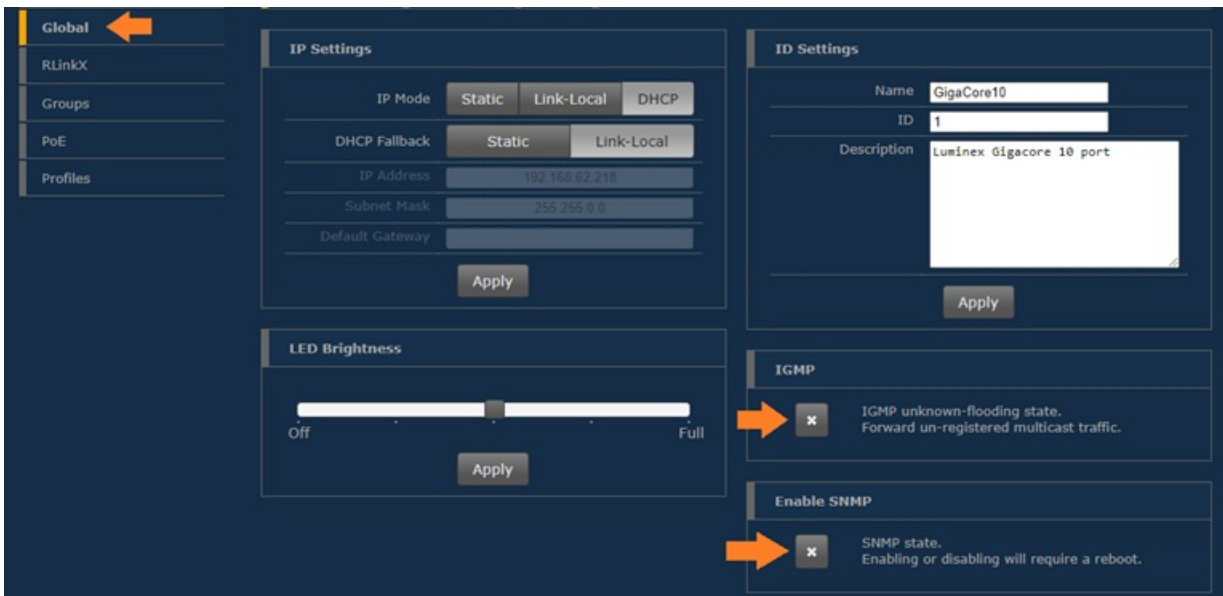 Global
RLinkX
Groups
PoE
Profiles
IP Settings
IP Mode Static Link-Local DHCP
DHCP Fallback Static Link-Local
IP Address 192.168.62.218
Subnet Mask 255.255.0.0
Default Gateway
Apply
LED Brightness
Off Full
Apply
ID Settings
Name GigaCore10
ID 1
Description Luminex Gigacore 10 port
Apply
IGMP
IGMP unknown-flooding state.
Forward un-registered multicast traffic.
Enable SNMP
SNMP state.
Enabling or disabling will require a reboot.